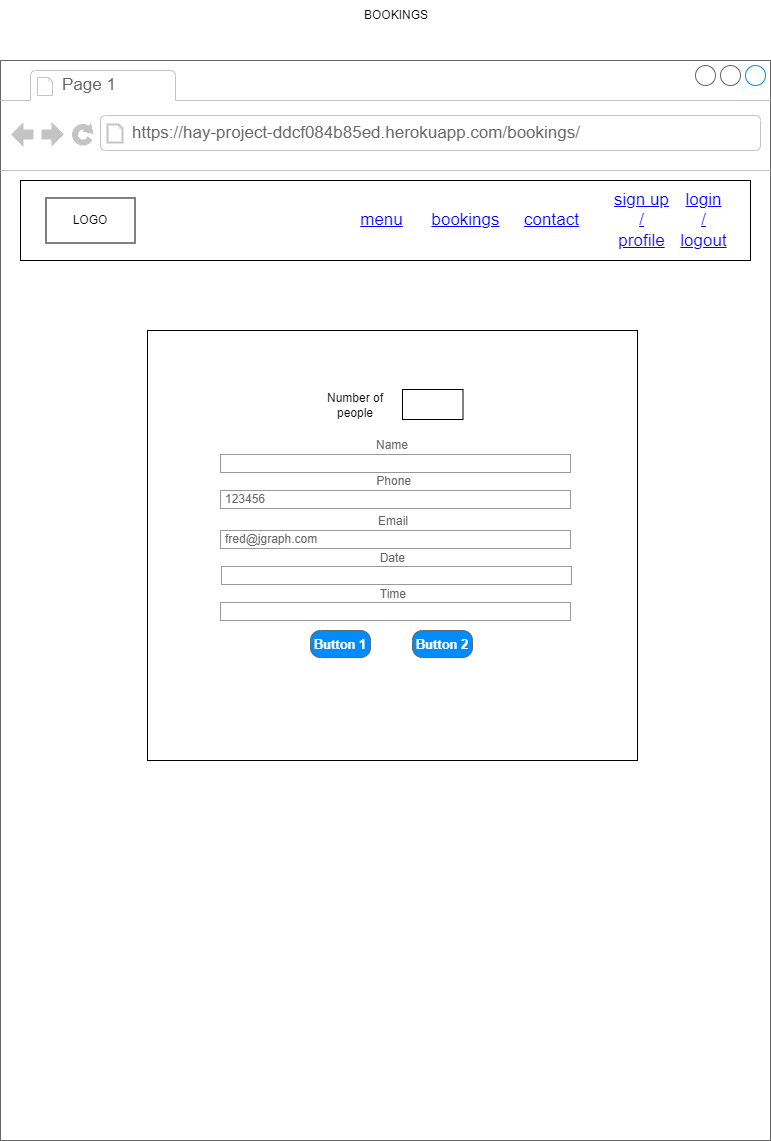 BOOKINGS
Page 1
https://hay-project-ddcf084b85ed.herokuapp.com/bookings/
LOGO
menu
bookings
contact
sign up
/
profile
login
/
logout
Number of
people
Name
Phone
123456
Email
fred@jgraph.com
Date
Time
Button 1
Button 2